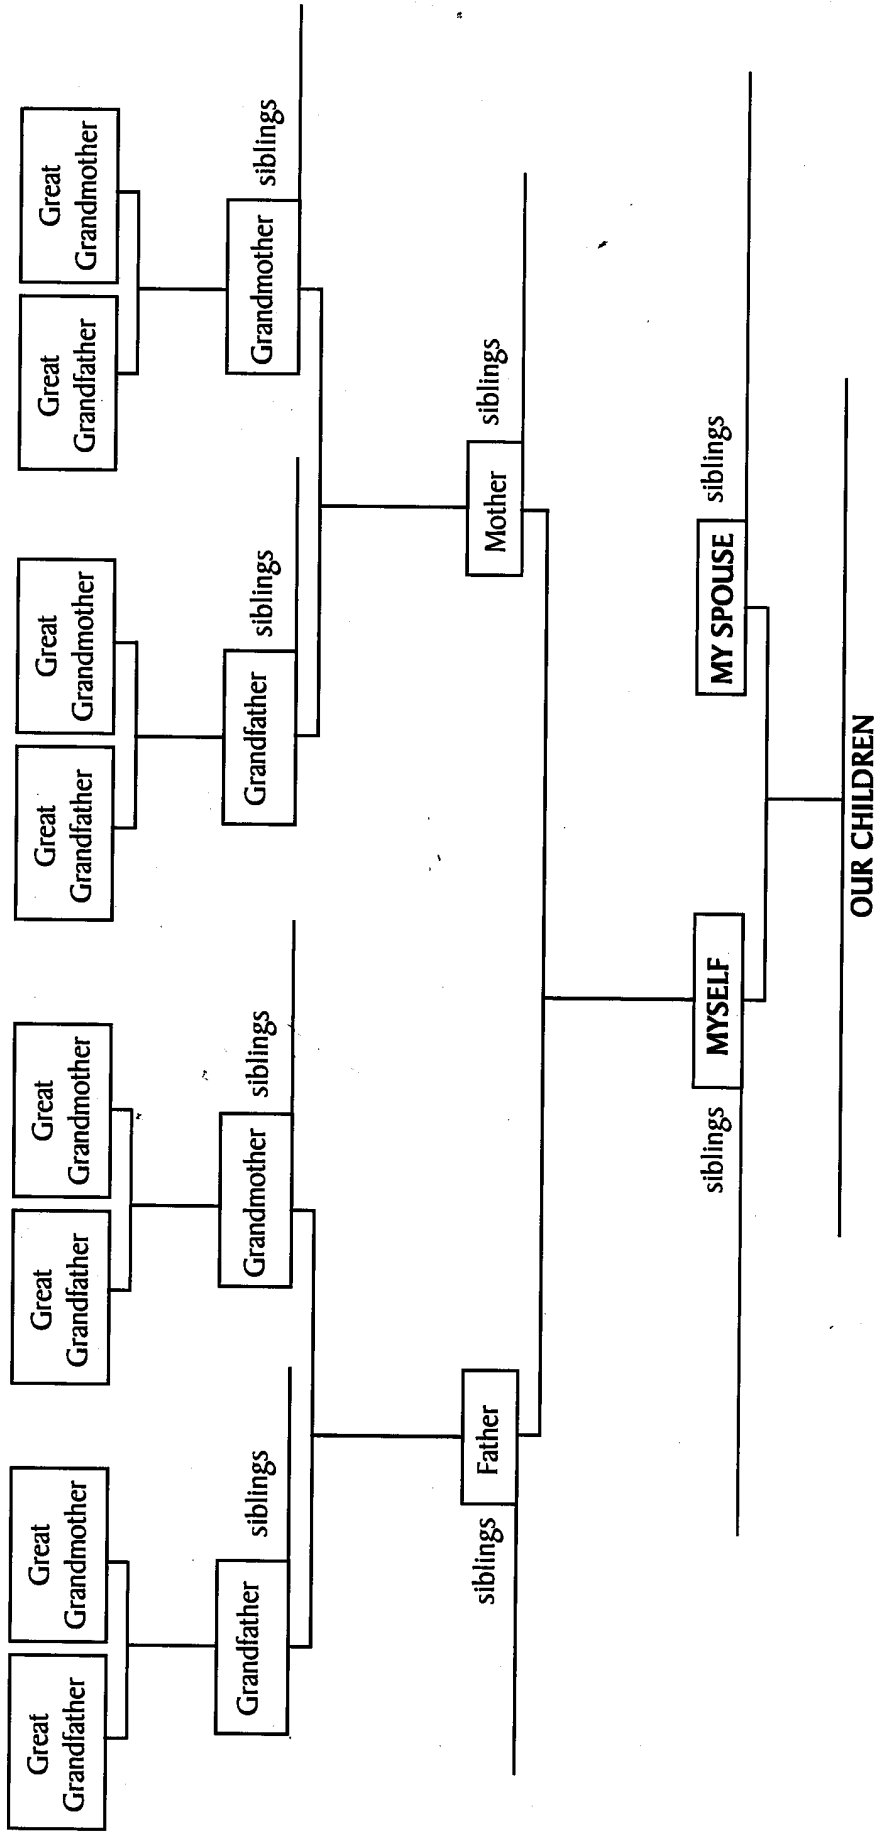 Great
Grandfather
Great
Grandmother
Great
Grandfather
Great
Grandmother
Great
Grandfather
Great
Grandmother
Great
Grandfather
Great
Grandmother
Grandfather
siblings
Grandmother
siblings
Grandfather
siblings
Grandmother
siblings
siblings
Father
Mother
siblings
siblings
MYSELF
MY SPOUSE
siblings
OUR CHILDREN